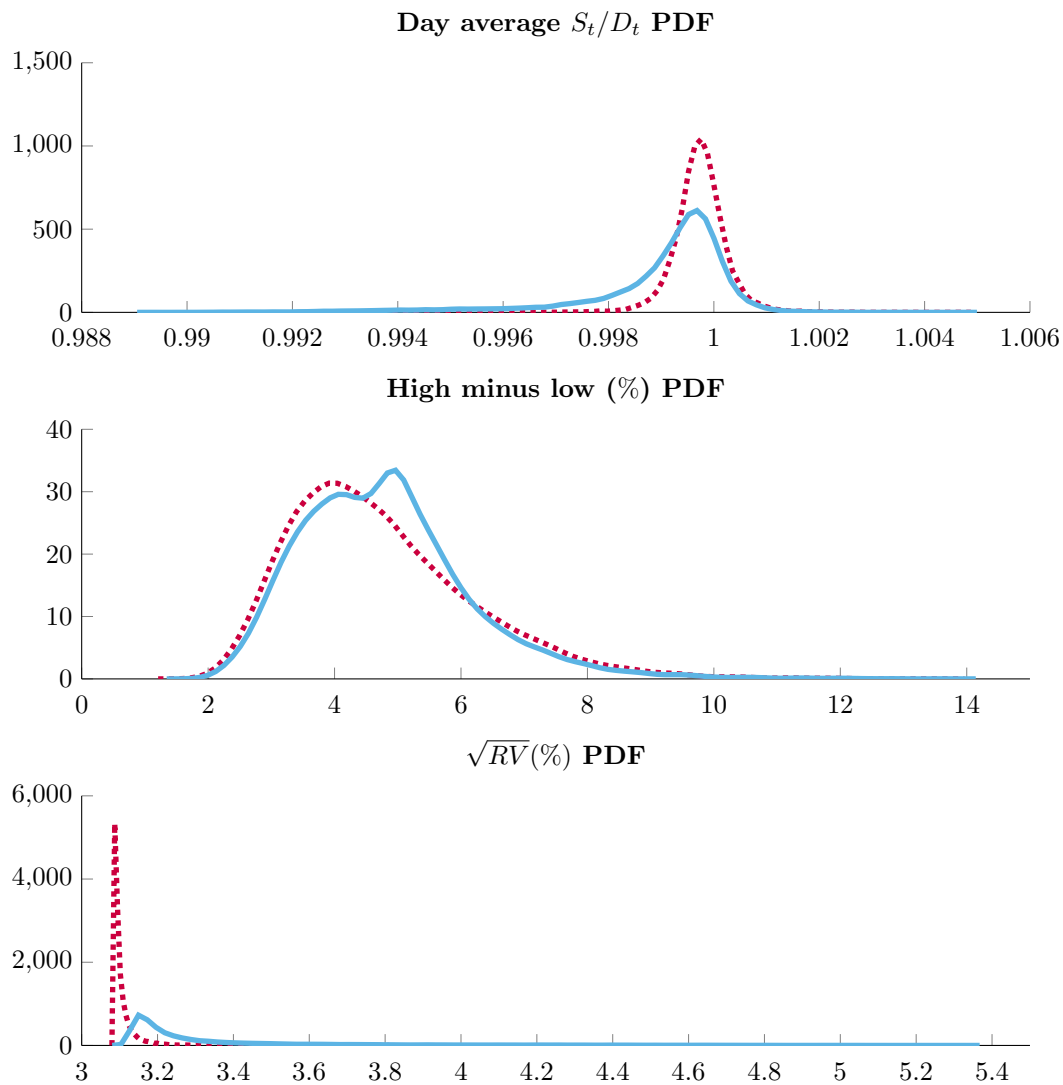 Day average $S_t/D_t$ PDF
1,500
1,000
500
0
0.988 0.99 0.992 0.994 0.996 0.998 1 1.002 1.004 1.006
High minus low (%) PDF
40
30
20
10
0
0 2 4 6 8 10 12 14
$\sqrt{RV}$(%) PDF
6,000
4,000
2,000
0
3 3.2 3.4 3.6 3.8 4 4.2 4.4 4.6 4.8 5 5.2 5.4